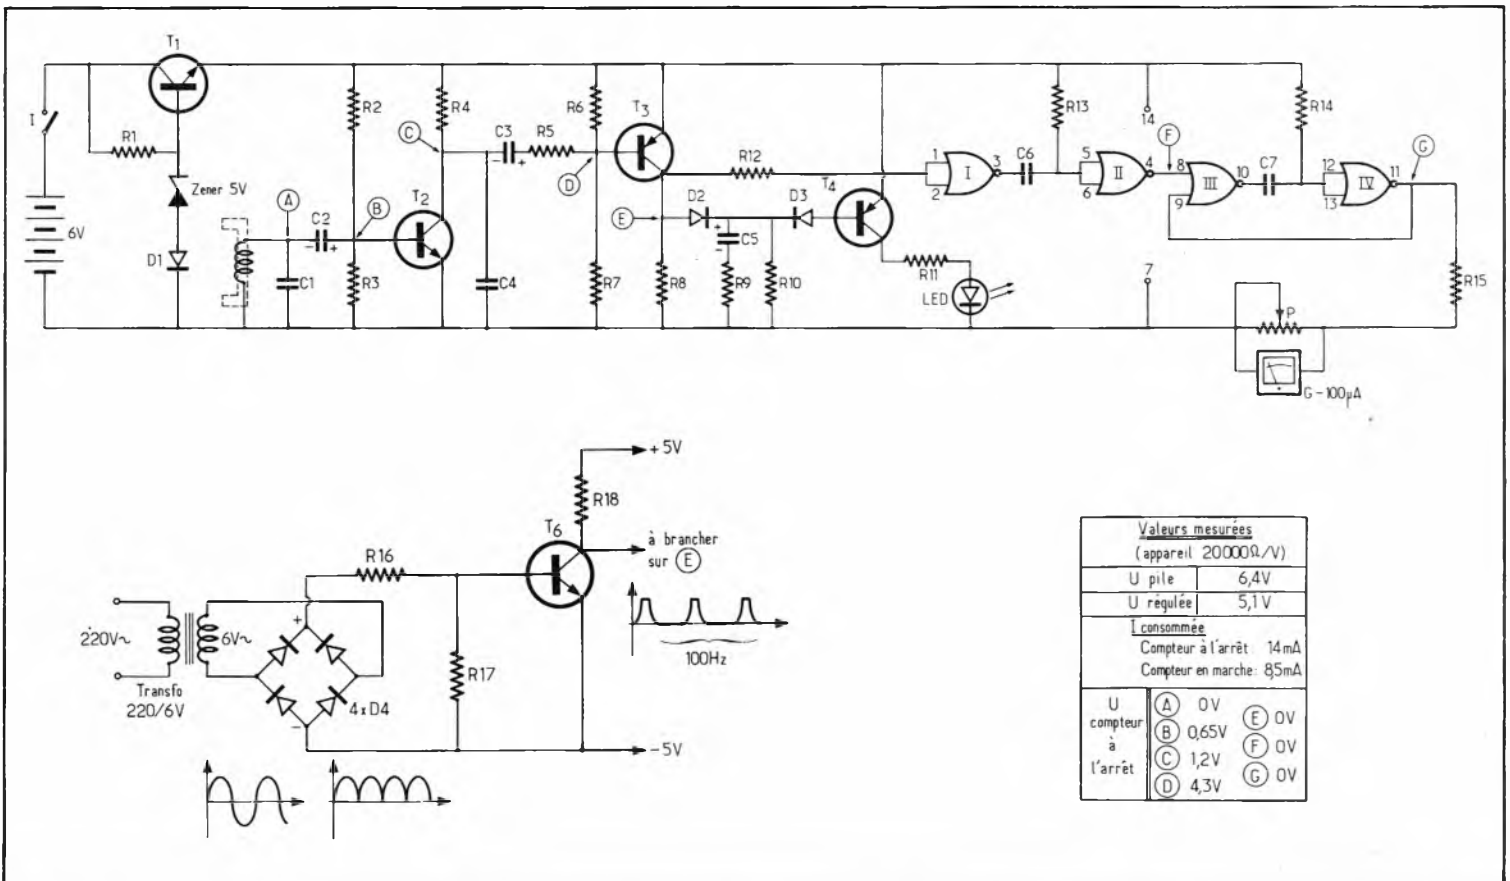 T1
I
R1
Zener 5V
6V
D1
A
C1
C2
B
R2
R3
T2
R4
C
C3
R5
C4
R6
D
R7
T3
E
R8
R12
D2
C5
R9
D3
R10
T4
R11
LED
1
2
I
3
C6
R13
5
6
II
4
14
7
F
8
9
III
10
C7
R14
12
13
IV
11
G
R15
P
G - 100µA
220V~
6V~
Transfo
220/6V
+
-
4xD4
R16
R17
T6
R18
+ 5V
à brancher
sur E
100Hz
- 5V
Valeurs mesurées
(appareil 20000Ω/V)
U pile 6,4V
U régulée 5,1V
I consommée
Compteur à l'arrêt : 14mA
Compteur en marche : 8,5mA
U
compteur
à
l'arrêt
A 0V
B 0,65V
C 1,2V
D 4,3V
E 0V
F 0V
G 0V